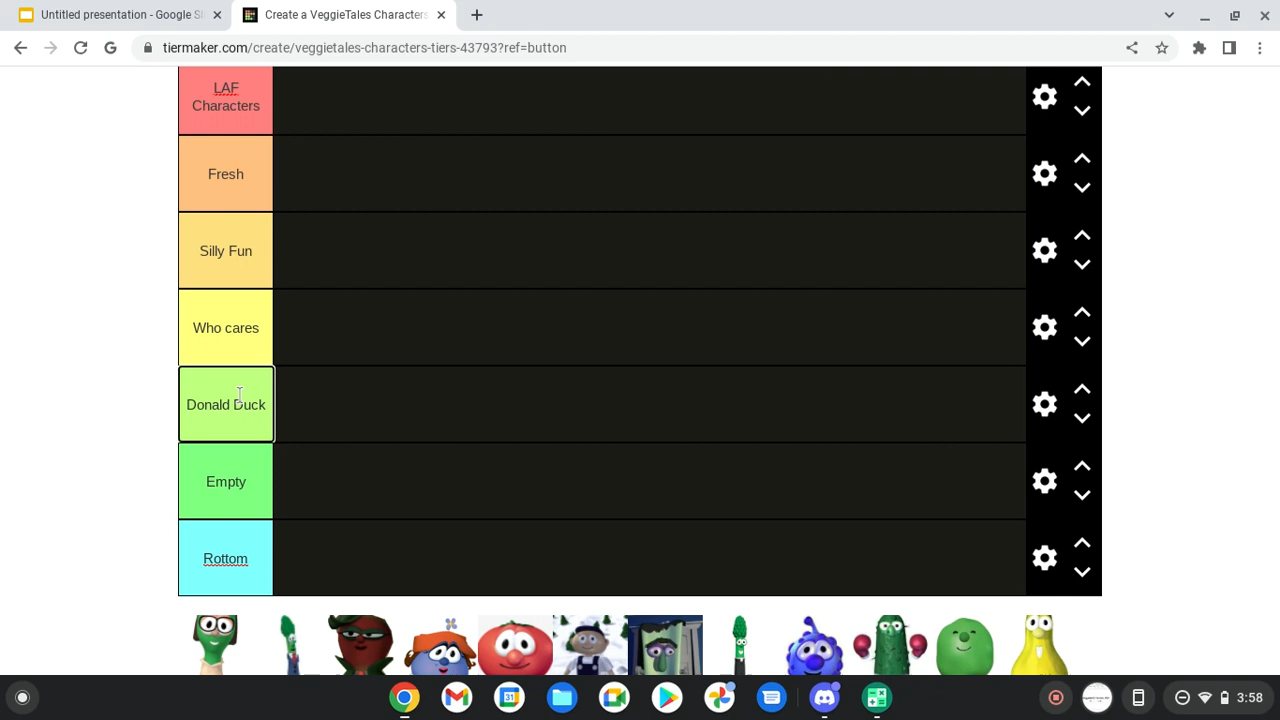 Untitled presentation - Google Sl
Create a VeggieTales Characters
tiermaker.com/create/veggietales-characters-tiers-43793?ref=button
LAF
Characters
Fresh
Silly Fun
Who cares
Donald Duck
Empty
Rottom
31
3:58